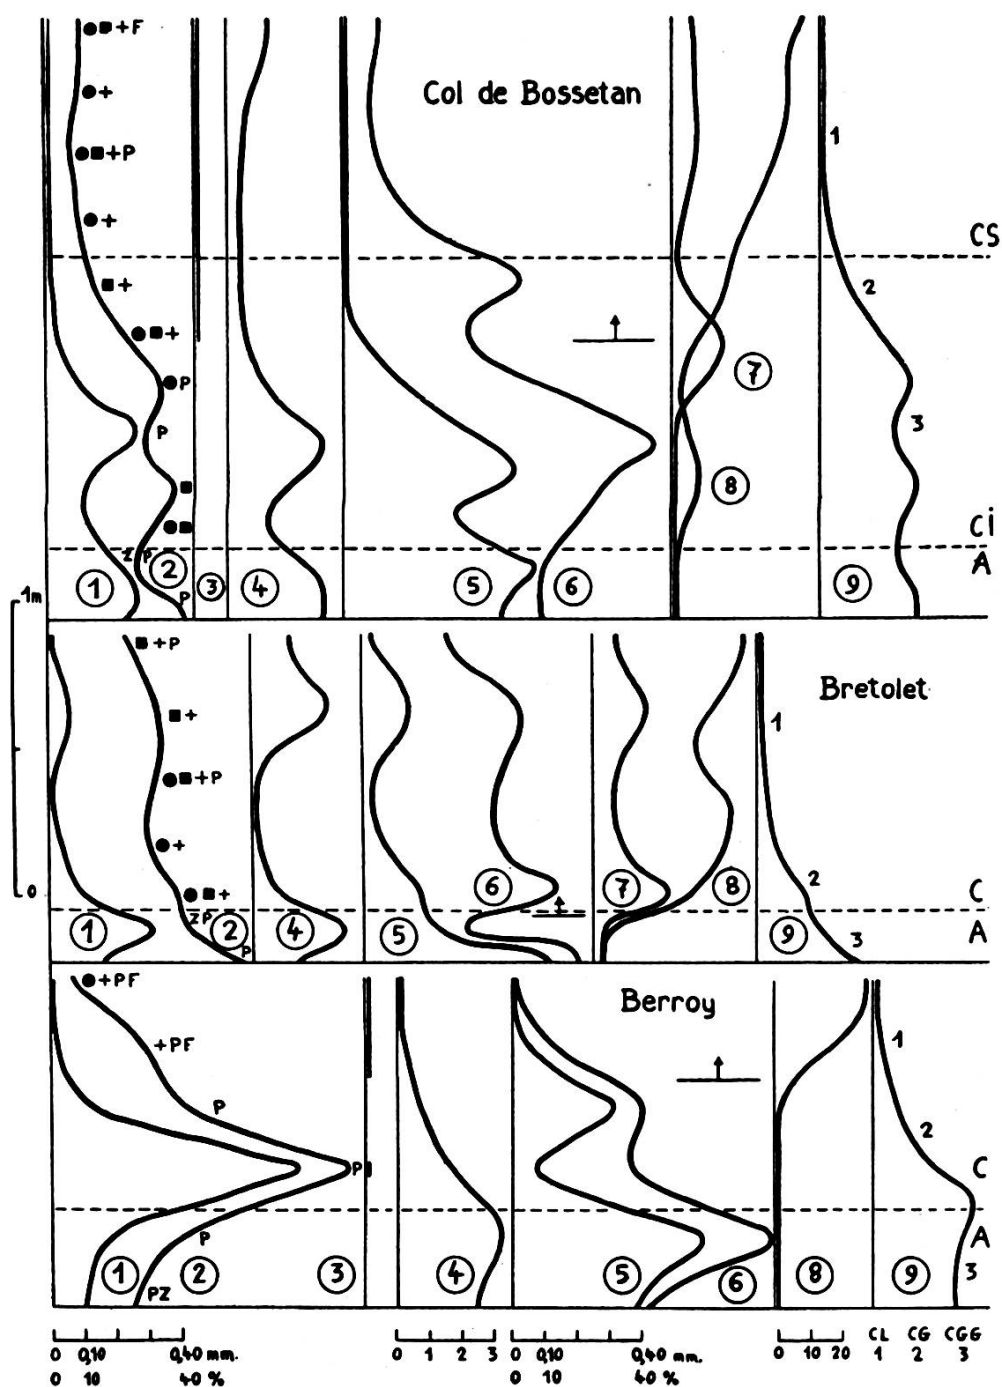 ●■+F
●+
Col de Bossetan
●■+P
1
●+
CS
■+
2
●■+
7
●P
P
3
8
■
●■
Ci
Z P
A
1 2 3 4 5 6 9
P
1m
■+P
Bretolet
■+
1
●■+P
●+
6 7 8 2
0
●■+
C
ZP
1 2 4 5 9
A
P
3
●+PF
Berroy
+PF
1
P
2
P
C
P
A
1 2 3 4 5 6 8 9
3
PZ
CL CG CGG
0 0,10 0,40 mm. 0 1 2 3 0 0,10 0,40 mm. 0 10 20 1 2 3
0 10 40 % 0 10 40 %